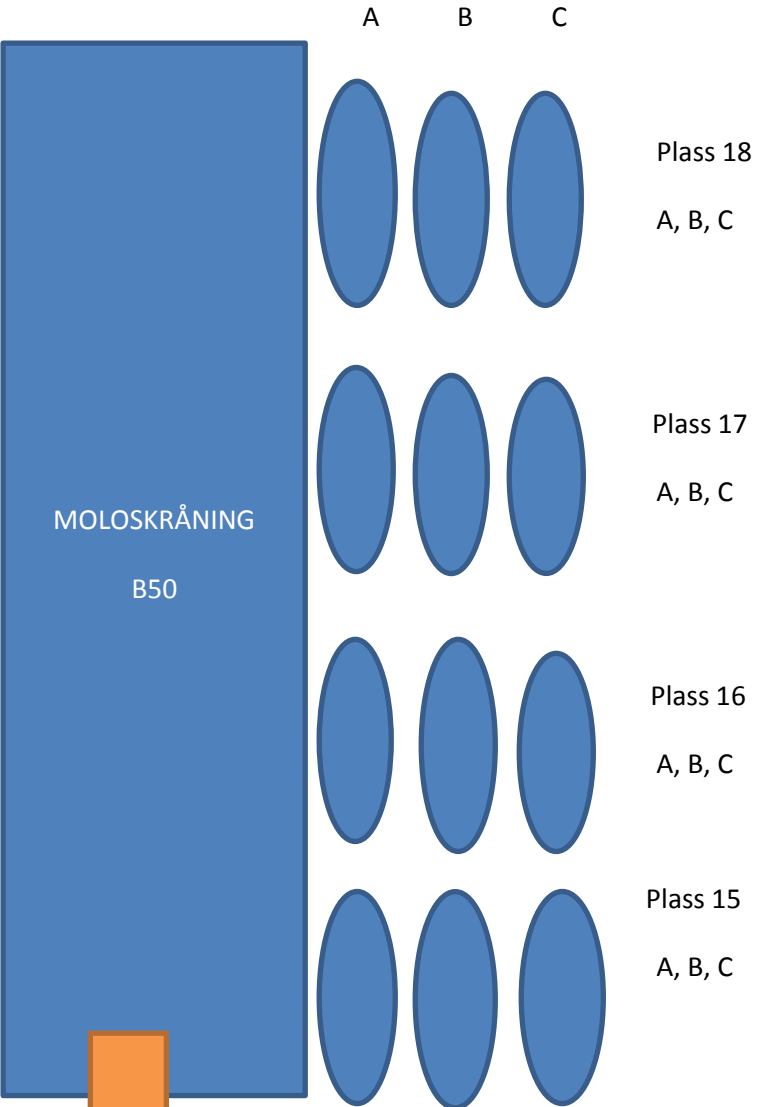 A B C
Plass 18
A, B, C
Plass 17
A, B, C
MOLOSKRÅNING
B50
Plass 16
A, B, C
Plass 15
A, B, C